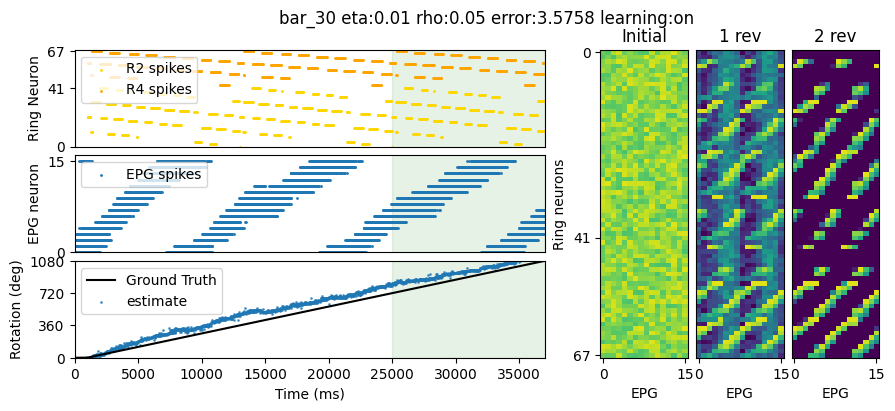 bar_30 eta:0.01 rho:0.05 error:3.5758 learning:on
Ring Neuron
67
41
0
R2 spikes
R4 spikes
EPG neuron
15
0
EPG spikes
Rotation (deg)
1080
720
360
0
Ground Truth
estimate
0 5000 10000 15000 20000 25000 30000 35000
Time (ms)
Initial 1 rev 2 rev
Ring neurons
0
41
67
0 15 0 15 0 15
EPG EPG EPG